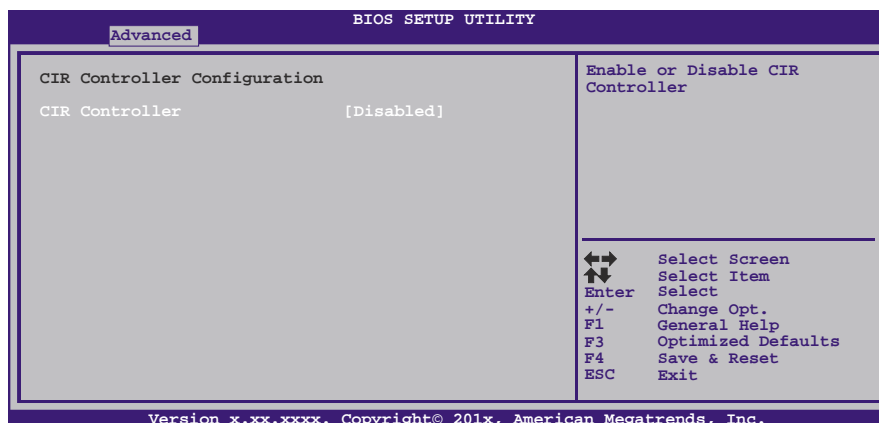 BIOS SETUP UTILITY
Advanced
CIR Controller Configuration
CIR Controller [Disabled]
Enable or Disable CIR
Controller
Select Screen
Select Item
Enter Select
+/- Change Opt.
F1 General Help
F3 Optimized Defaults
F4 Save & Reset
ESC Exit
Version x.xx.xxxx. Copyright© 201x, American Megatrends, Inc.